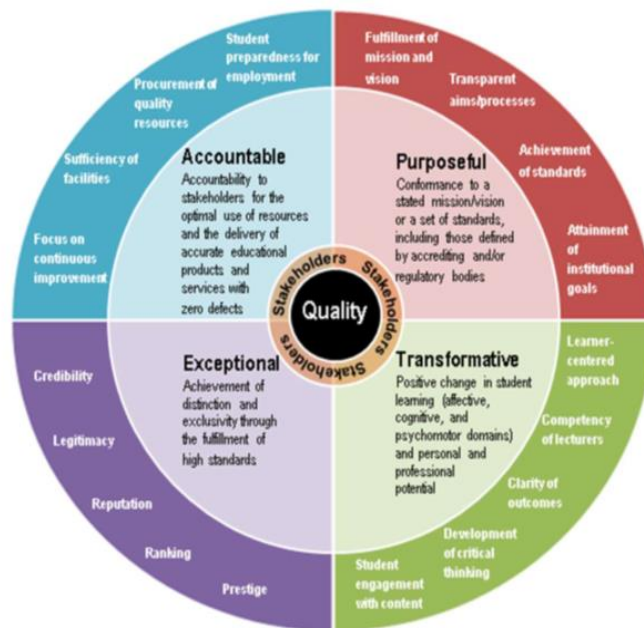 Student
preparedness for
employment
Procurement of
quality
resources
Sufficiency of
facilities
Focus on
continuous
improvement
Fulfillment of
mission and
vision
Transparent
aims/processes
Achievement
of standards
Attainment
of
institutional
goals
Accountable
Accountability to
stakeholders for the
optimal use of resources
and the delivery of
accurate educational
products and
services with
zero defects
Purposeful
Conformance to a
stated mission/vision
or a set of standards,
including those defined
by accrediting and/or
regulatory bodies
Stakeholders
Stakeholders
Stakeholders
Stakeholders
Quality
Exceptional
Achievement of
distinction and
exclusivity through
the fulfillment of
high standards
Transformative
Positive change in student
learning (affective,
cognitive, and
psychomotor domains)
and personal and
professional
potential
Credibility
Legitimacy
Reputation
Ranking
Prestige
Learner-
centered
approach
Competency
of lecturers
Clarity of
outcomes
Development
of critical
thinking
Student
engagement
with content